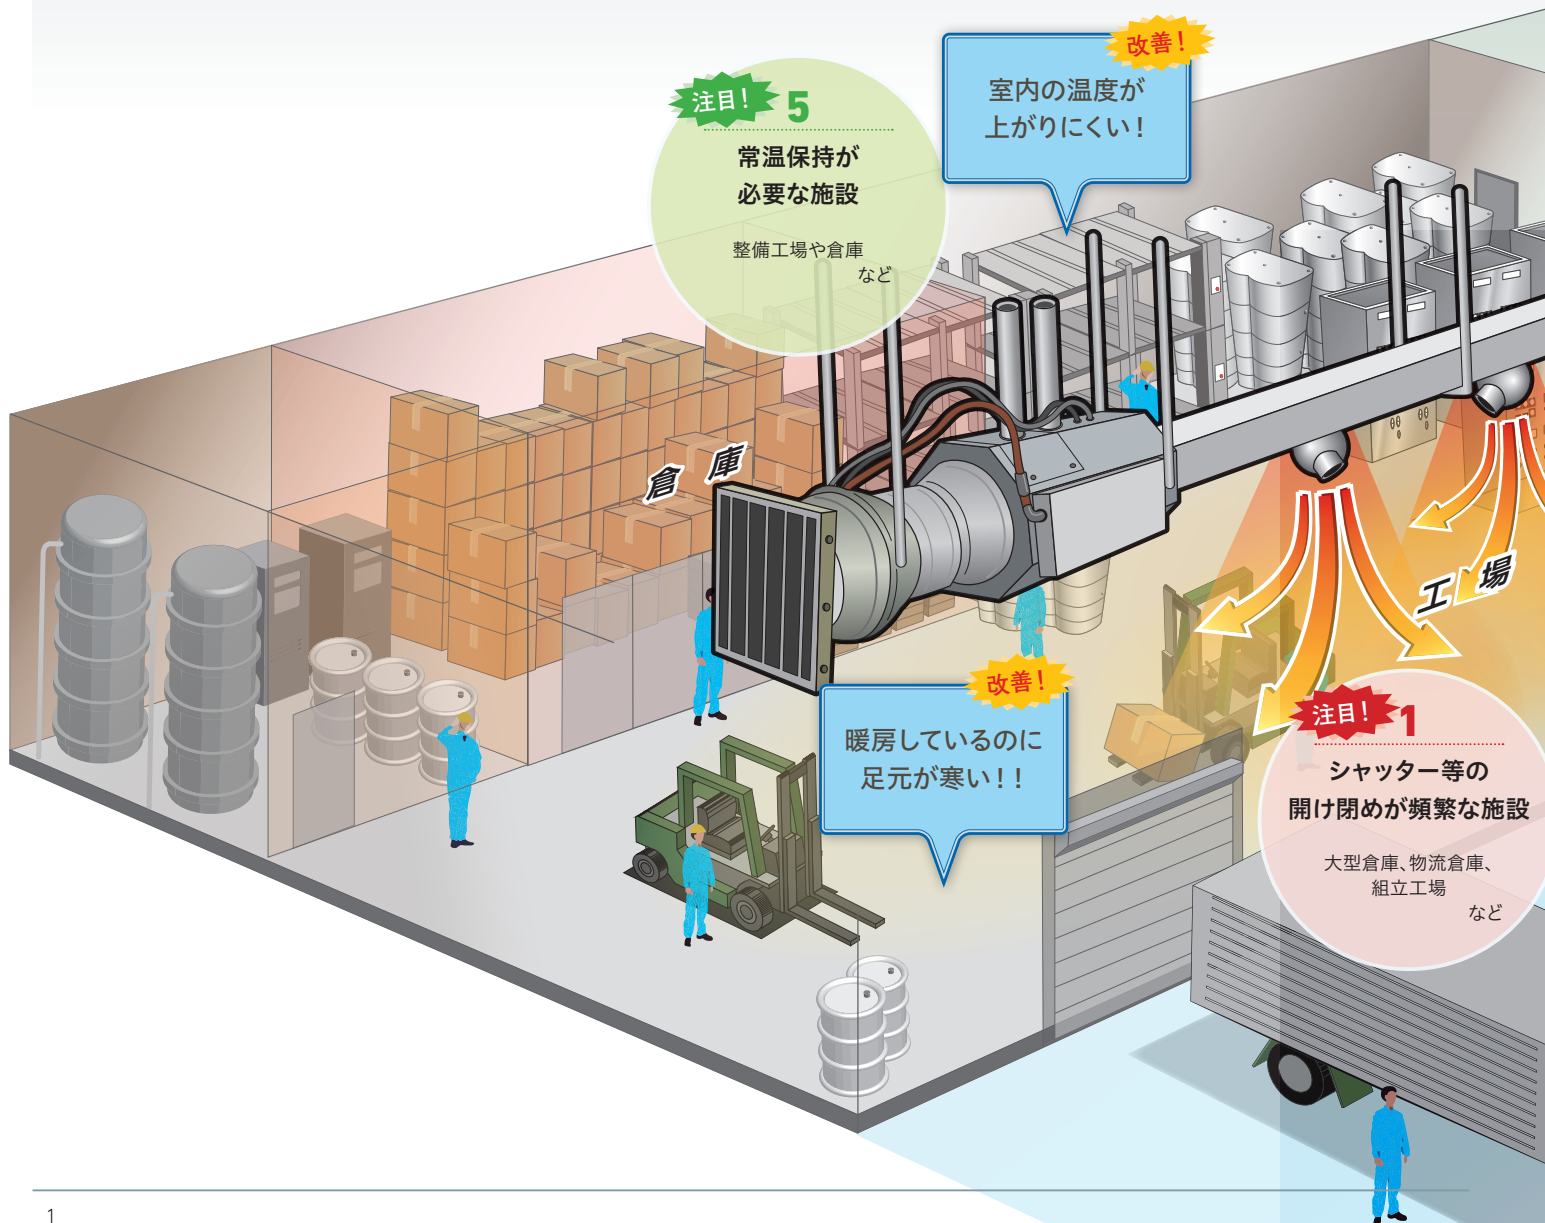 改善！
室内の温度が
上がりにくい！
注目！ 5
常温保持が
必要な施設
整備工場や倉庫
など
倉庫
工場
改善！
暖房しているのに
足元が寒い！！
注目！ 1
シャッター等の
開け閉めが頻繁な施設
大型倉庫、物流倉庫、
組立工場
など
1